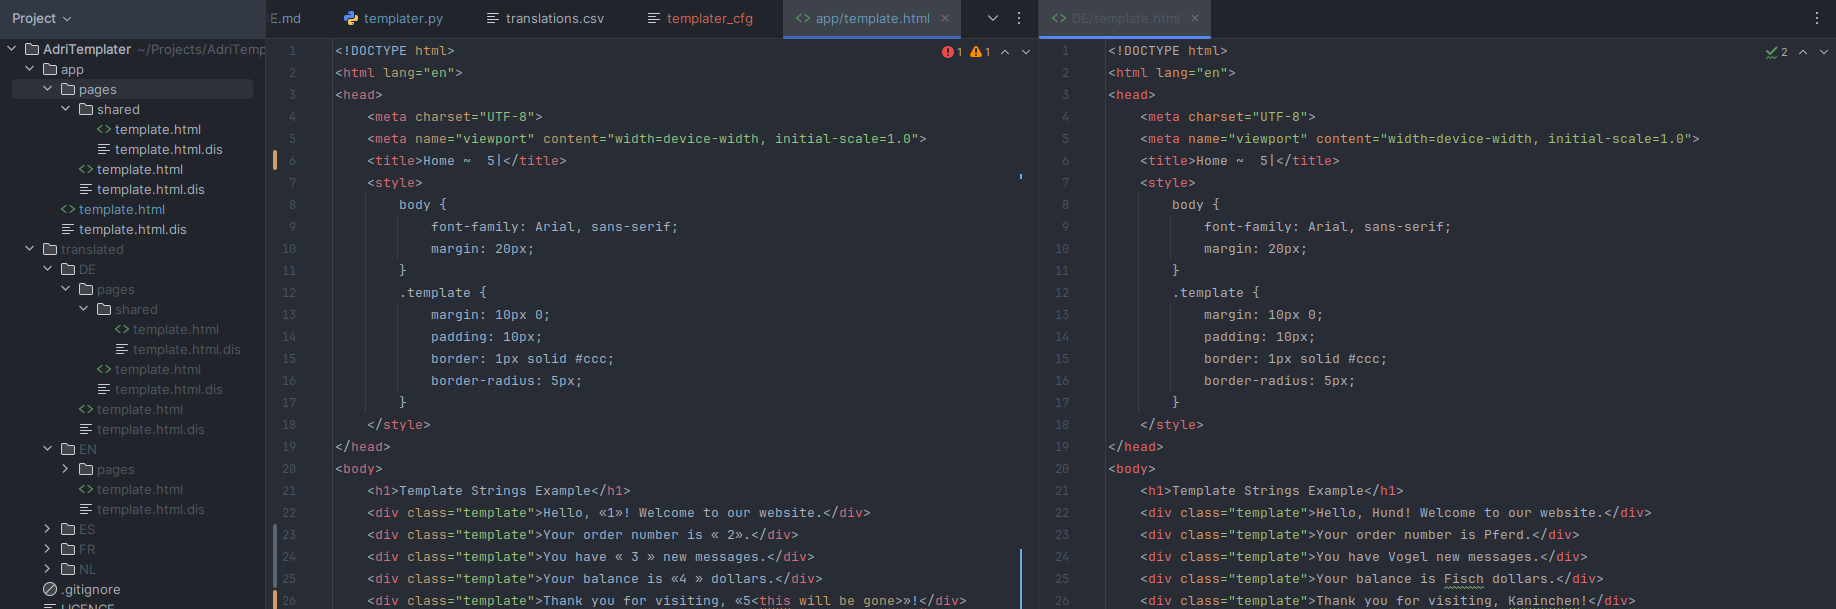 Project
E.md
templater.py
translations.csv
templater_cfg
app/template.html
DE/template.html
AdriTemplater ~/Projects/AdriTemp
app
pages
shared
template.html
template.html.dis
template.html
template.html.dis
template.html
template.html.dis
translated
DE
pages
shared
template.html
template.html.dis
template.html
template.html.dis
template.html
template.html.dis
EN
pages
template.html
template.html.dis
ES
FR
NL
.gitignore
LICENCE
1 <!DOCTYPE html>
1 1
2 <html lang="en">
3 <head>
4 <meta charset="UTF-8">
5 <meta name="viewport" content="width=device-width, initial-scale=1.0">
6 <title>Home ~  5|</title>
7 <style>
8 body {
9 font-family: Arial, sans-serif;
10 margin: 20px;
11 }
12 .template {
13 margin: 10px 0;
14 padding: 10px;
15 border: 1px solid #ccc;
16 border-radius: 5px;
17 }
18 </style>
19 </head>
20 <body>
21 <h1>Template Strings Example</h1>
22 <div class="template">Hello, «1»! Welcome to our website.</div>
23 <div class="template">Your order number is « 2».</div>
24 <div class="template">You have « 3 » new messages.</div>
25 <div class="template">Your balance is «4 » dollars.</div>
26 <div class="template">Thank you for visiting, «5<this will be gone>»!</div>
1 <!DOCTYPE html>
2
2 <html lang="en">
3 <head>
4 <meta charset="UTF-8">
5 <meta name="viewport" content="width=device-width, initial-scale=1.0">
6 <title>Home ~  5|</title>
7 <style>
8 body {
9 font-family: Arial, sans-serif;
10 margin: 20px;
11 }
12 .template {
13 margin: 10px 0;
14 padding: 10px;
15 border: 1px solid #ccc;
16 border-radius: 5px;
17 }
18 </style>
19 </head>
20 <body>
21 <h1>Template Strings Example</h1>
22 <div class="template">Hello, Hund! Welcome to our website.</div>
23 <div class="template">Your order number is Pferd.</div>
24 <div class="template">You have Vogel new messages.</div>
25 <div class="template">Your balance is Fisch dollars.</div>
26 <div class="template">Thank you for visiting, Kaninchen!</div>